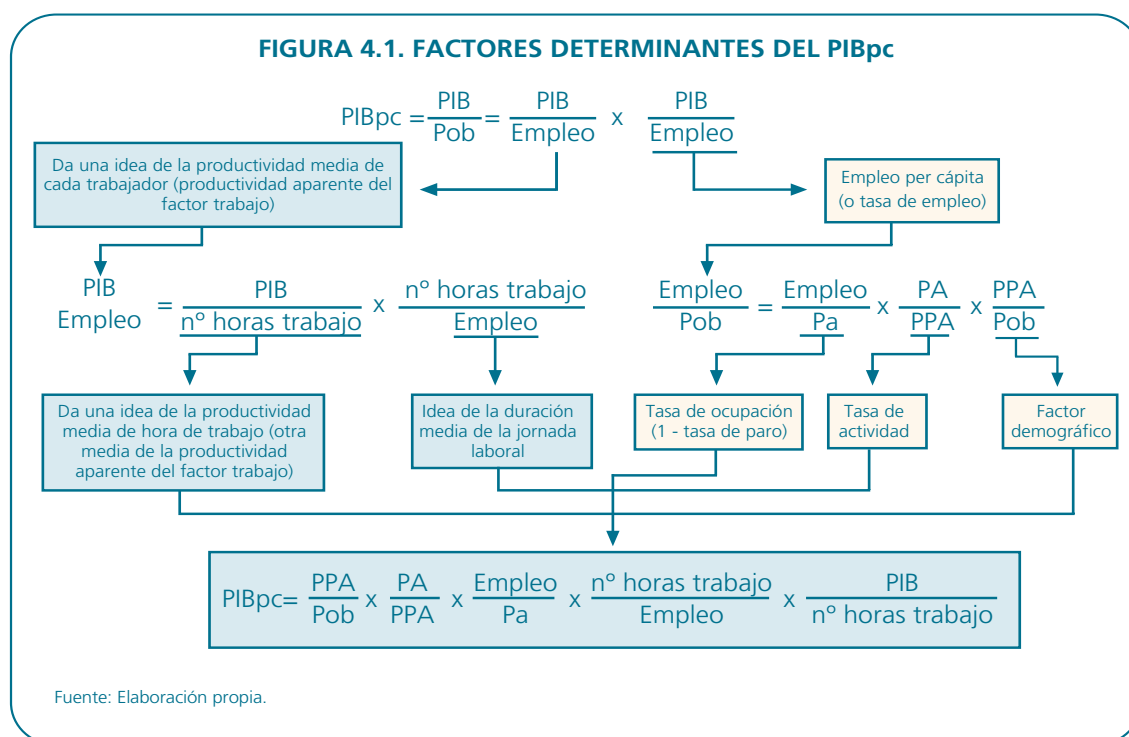 FIGURA 4.1. FACTORES DETERMINANTES DEL PIBpc
PIBpc = PIB / Pob = PIB / Empleo x PIB / Empleo
Da una idea de la productividad media de
cada trabajador (productividad aparente del
factor trabajo)
Empleo per cápita
(o tasa de empleo)
PIB / Empleo = PIB / nº horas trabajo x nº horas trabajo / Empleo
Empleo / Pob = Empleo / Pa x PA / PPA x PPA / Pob
Da una idea de la productividad
media de hora de trabajo (otra
media de la productividad
aparente del factor trabajo)
Idea de la duración
media de la jornada
laboral
Tasa de ocupación
(1 - tasa de paro)
Tasa de
actividad
Factor
demográfico
PIBpc= PPA / Pob x PA / PPA x Empleo / Pa x nº horas trabajo / Empleo x PIB / nº horas trabajo
Fuente: Elaboración propia.